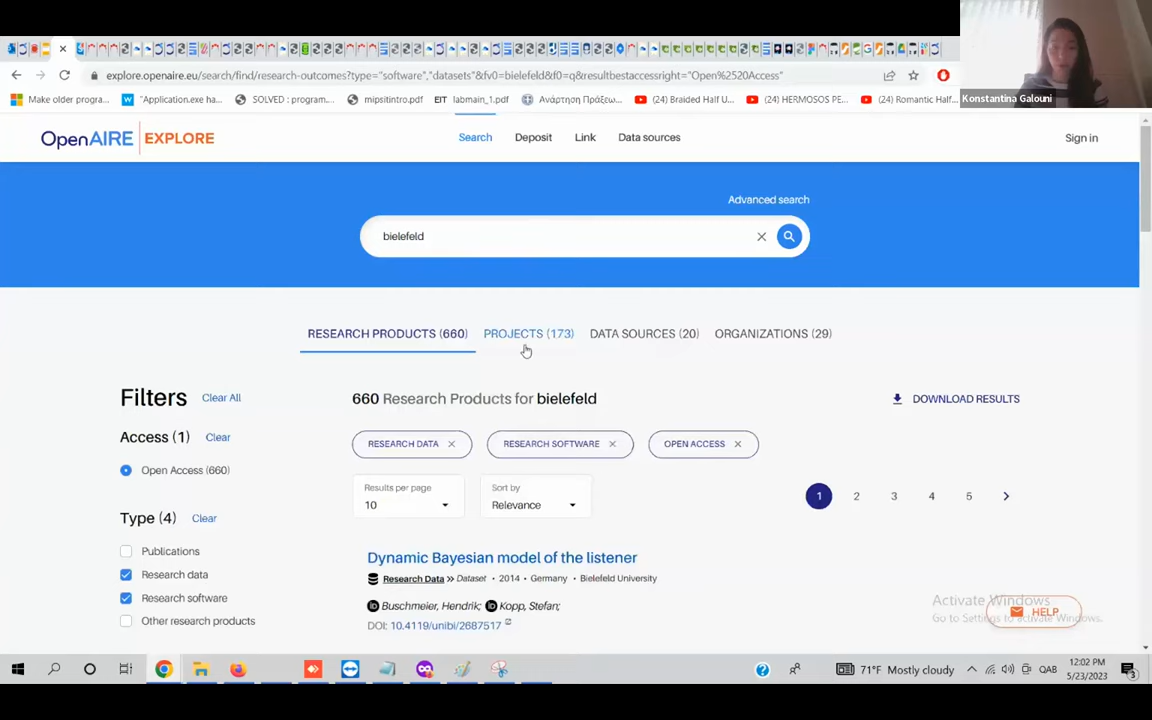 explore.openaire.eu/search/find/research-outcomes?type="software","datasets"&fv0=bielefeld&f0=q&resultbestaccessright="Open%2520Access"
Konstantina Galouni
Make older progra...
"Application.exe ha...
SOLVED : program,...
mipsitintro.pdf
EIT labmain_1.pdf
Ανάρτηση Πράξεω...
(24) Braided Half U...
(24) HERMOSOS PE...
(24) Romantic Half...
OpenAIRE EXPLORE
Search
Deposit
Link
Data sources
Sign in
Advanced search
bielefeld
RESEARCH PRODUCTS (660)
PROJECTS (173)
DATA SOURCES (20)
ORGANIZATIONS (29)
Filters
Clear All
660 Research Products for bielefeld
DOWNLOAD RESULTS
Access (1)
Clear
RESEARCH DATA
RESEARCH SOFTWARE
OPEN ACCESS
Open Access (660)
Results per page
10
Sort by
Relevance
1 2 3 4 5
Type (4)
Clear
Publications
Research data
Research software
Other research products
Dynamic Bayesian model of the listener
Research Data >> Dataset • 2014 • Germany • Bielefeld University
Buschmeier, Hendrik; Kopp, Stefan;
DOI: 10.4119/unibi/2687517
Activate Windows
Go to Settings to activate Windows.
HELP
71°F Mostly cloudy
QAB
12:02 PM
5/23/2023
3